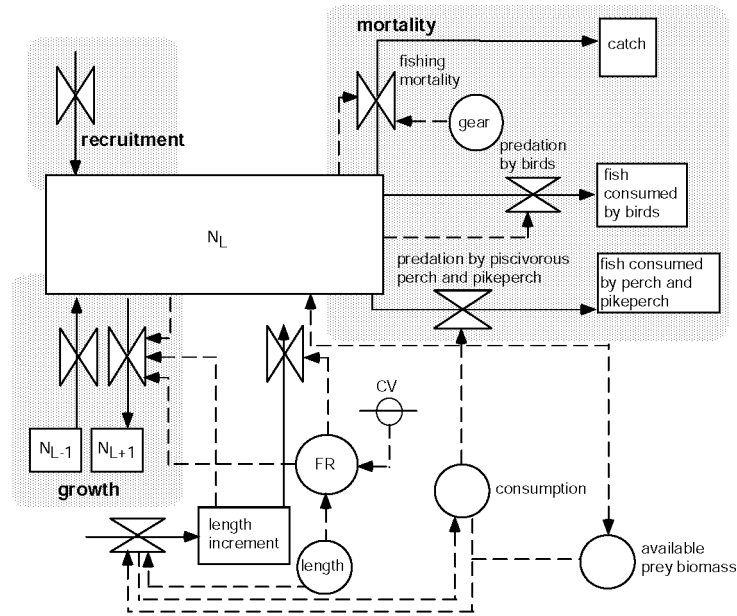 mortality
catch
fishing
mortality
gear
recruitment
predation
by birds
fish
consumed
by birds
N_L
predation by piscivorous
perch and pikeperch
fish consumed
by perch and
pikeperch
CV
N_L-1
N_L+1
FR
growth
consumption
length
increment
length
available
prey biomass